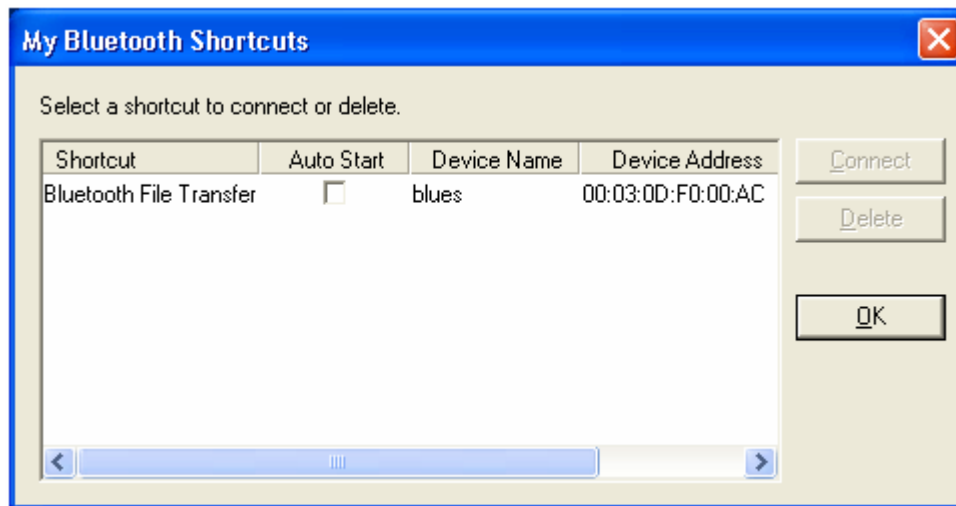 My Bluetooth Shortcuts
Select a shortcut to connect or delete.
Shortcut Auto Start Device Name Device Address
Bluetooth File Transfer blues 00:03:0D:F0:00:AC
Connect
Delete
OK